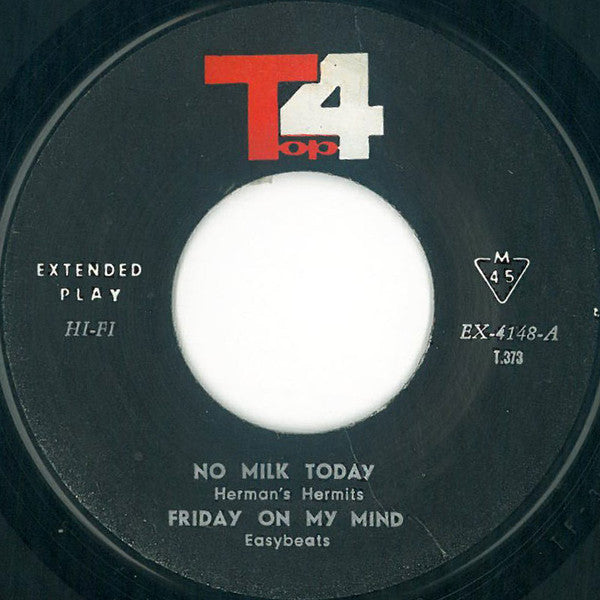 Top 4
EXTENDED
PLAY
HI-FI
M
45
EX-4148-A
T.373
NO MILK TODAY
Herman's Hermits
FRIDAY ON MY MIND
Easybeats